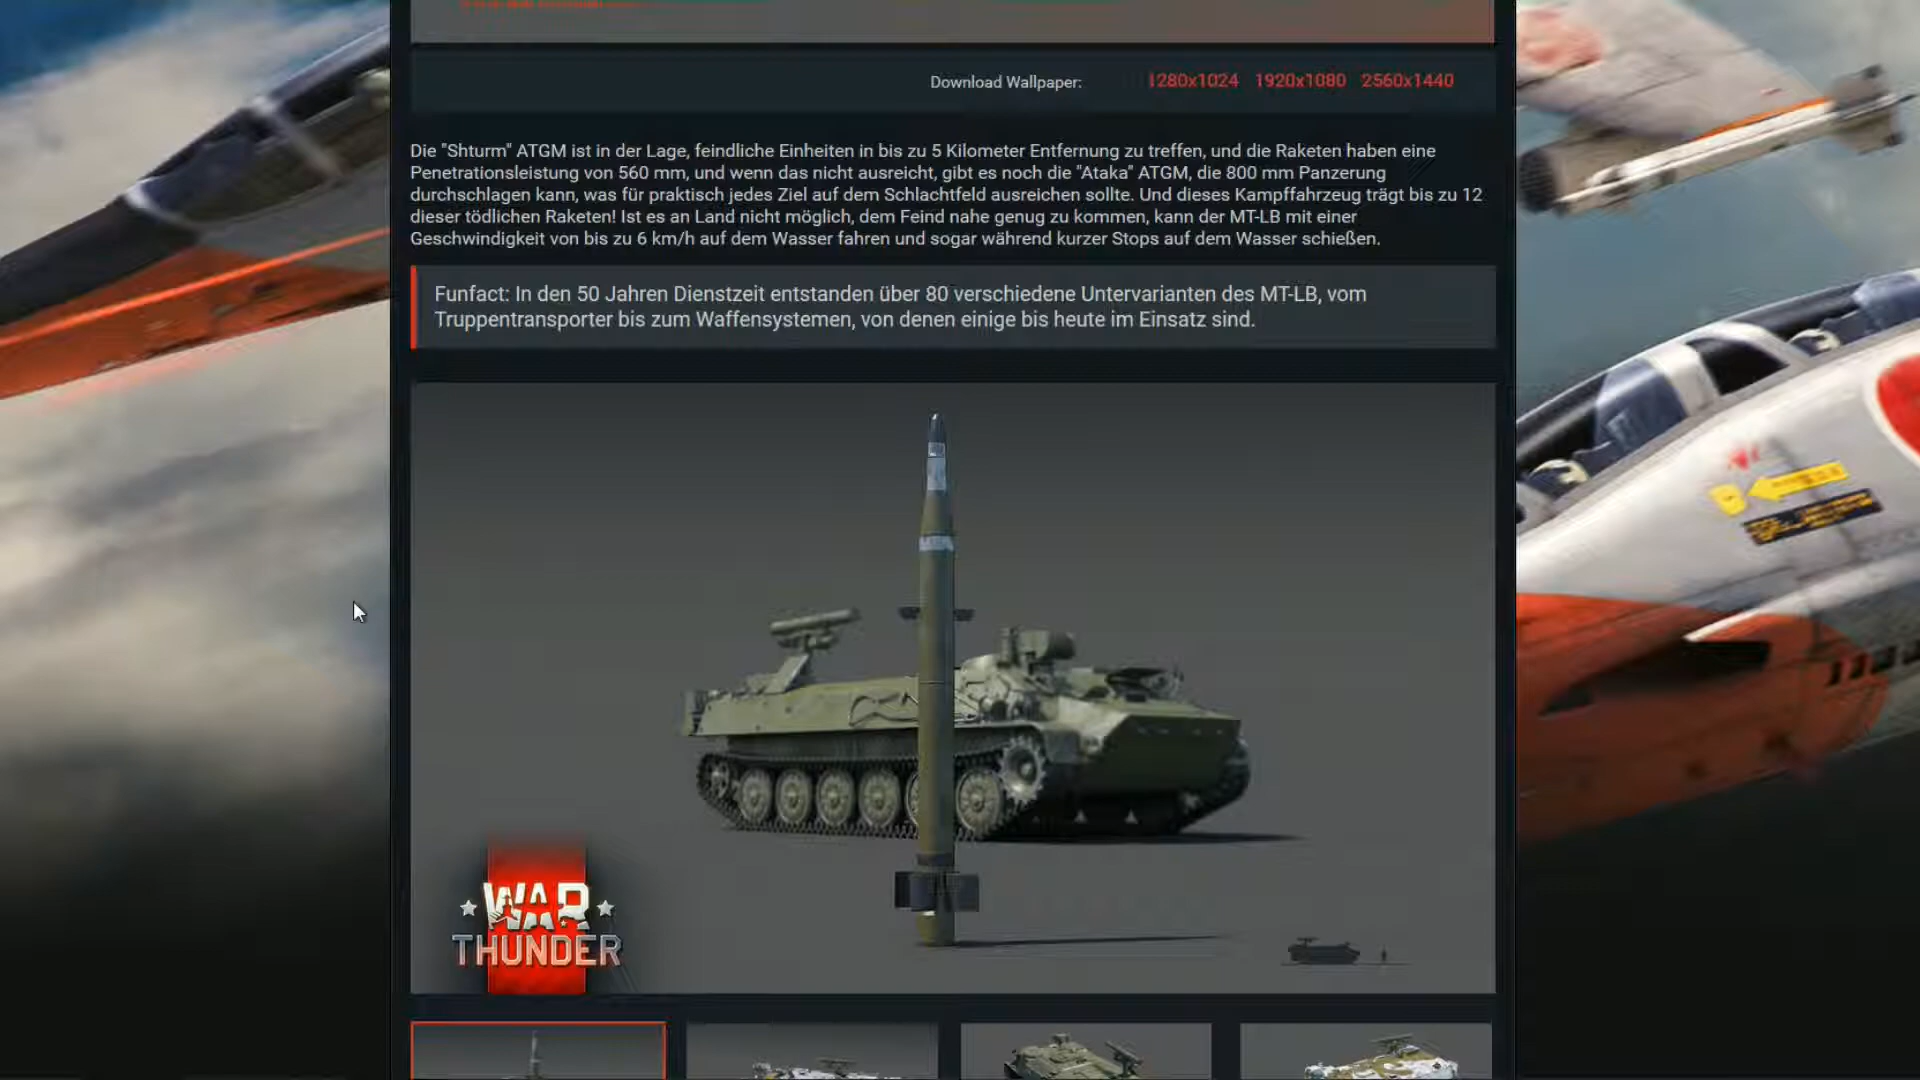 Download Wallpaper: 1280x1024 1920x1080 2560x1440
Die "Shturm" ATGM ist in der Lage, feindliche Einheiten in bis zu 5 Kilometer Entfernung zu treffen, und die Raketen haben eine
Penetrationsleistung von 560 mm, und wenn das nicht ausreicht, gibt es noch die "Ataka" ATGM, die 800 mm Panzerung
durchschlagen kann, was für praktisch jedes Ziel auf dem Schlachtfeld ausreichen sollte. Und dieses Kampffahrzeug trägt bis zu 12
dieser tödlichen Raketen! Ist es an Land nicht möglich, dem Feind nahe genug zu kommen, kann der MT-LB mit einer
Geschwindigkeit von bis zu 6 km/h auf dem Wasser fahren und sogar während kurzer Stops auf dem Wasser schießen.
Funfact: In den 50 Jahren Dienstzeit entstanden über 80 verschiedene Untervarianten des MT-LB, vom
Truppentransporter bis zum Waffensystemen, von denen einige bis heute im Einsatz sind.
WAR
THUNDER